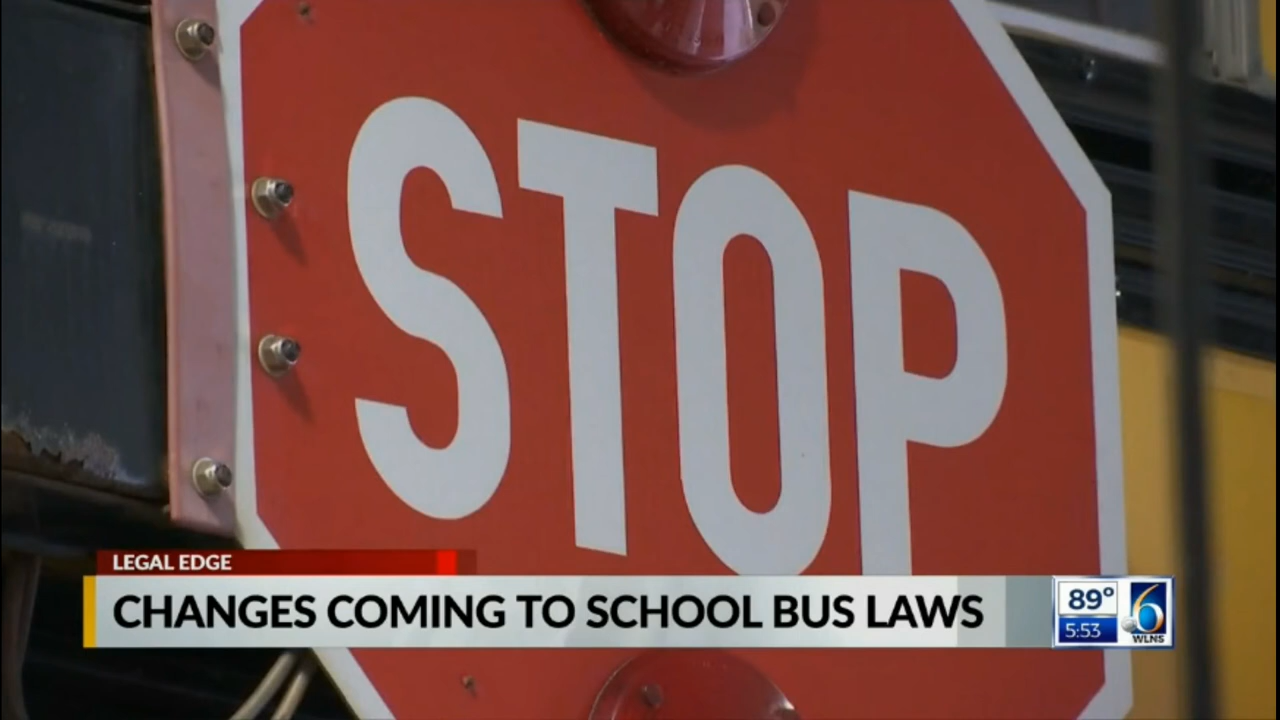 STOP
LEGAL EDGE
CHANGES COMING TO SCHOOL BUS LAWS
89°
5:53
6
WLNS